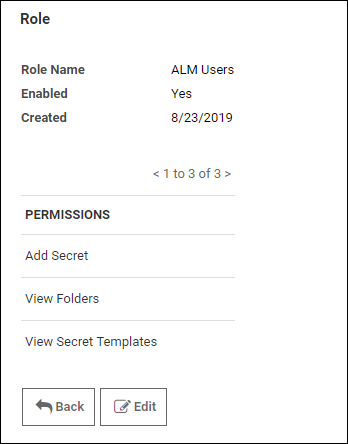 Role
Role Name ALM Users
Enabled Yes
Created 8/23/2019
< 1 to 3 of 3 >
PERMISSIONS
Add Secret
View Folders
View Secret Templates
Back Edit